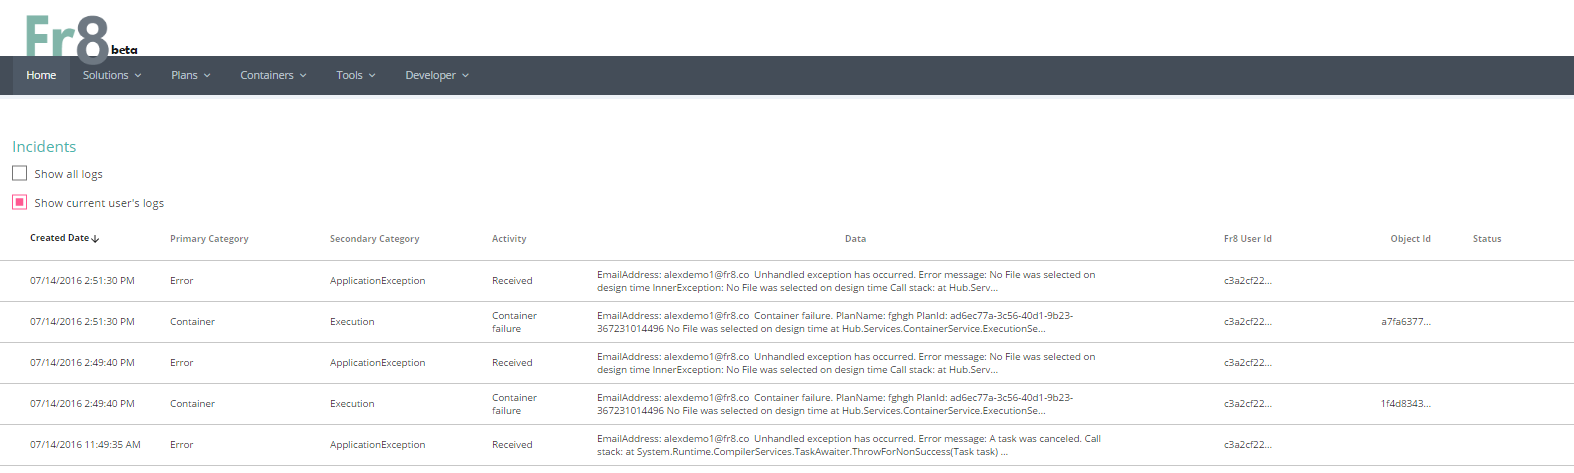 Fr8 beta
Home Solutions Plans Containers Tools Developer
Incidents
Show all logs
Show current user's logs
Created Date Primary Category Secondary Category Activity Data Fr8 User Id Object Id Status
07/14/2016 2:51:30 PM Error ApplicationException Received EmailAddress: alexdemo1@fr8.co Unhandled exception has occurred. Error message: No File was selected on
design time InnerException: No File was selected on design time Call stack: at Hub.Serv... c3a2cf22...
07/14/2016 2:51:30 PM Container Execution Container failure EmailAddress: alexdemo1@fr8.co Container failure. PlanName: fghgh PlanId: ad6ec77a-3c56-40d1-9b23-
367231014496 No File was selected on design time at Hub.Services.ContainerService.ExecutionSe... c3a2cf22... a7fa6377...
07/14/2016 2:49:40 PM Error ApplicationException Received EmailAddress: alexdemo1@fr8.co Unhandled exception has occurred. Error message: No File was selected on
design time InnerException: No File was selected on design time Call stack: at Hub.Serv... c3a2cf22...
07/14/2016 2:49:40 PM Container Execution Container failure EmailAddress: alexdemo1@fr8.co Container failure. PlanName: fghgh PlanId: ad6ec77a-3c56-40d1-9b23-
367231014496 No File was selected on design time at Hub.Services.ContainerService.ExecutionSe... c3a2cf22... 1f4d8343...
07/14/2016 11:49:35 AM Error ApplicationException Received EmailAddress: alexdemo1@fr8.co Unhandled exception has occurred. Error message: A task was canceled. Call
stack: at System.Runtime.CompilerServices.TaskAwaiter.ThrowForNonSuccess(Task task) ... c3a2cf22...